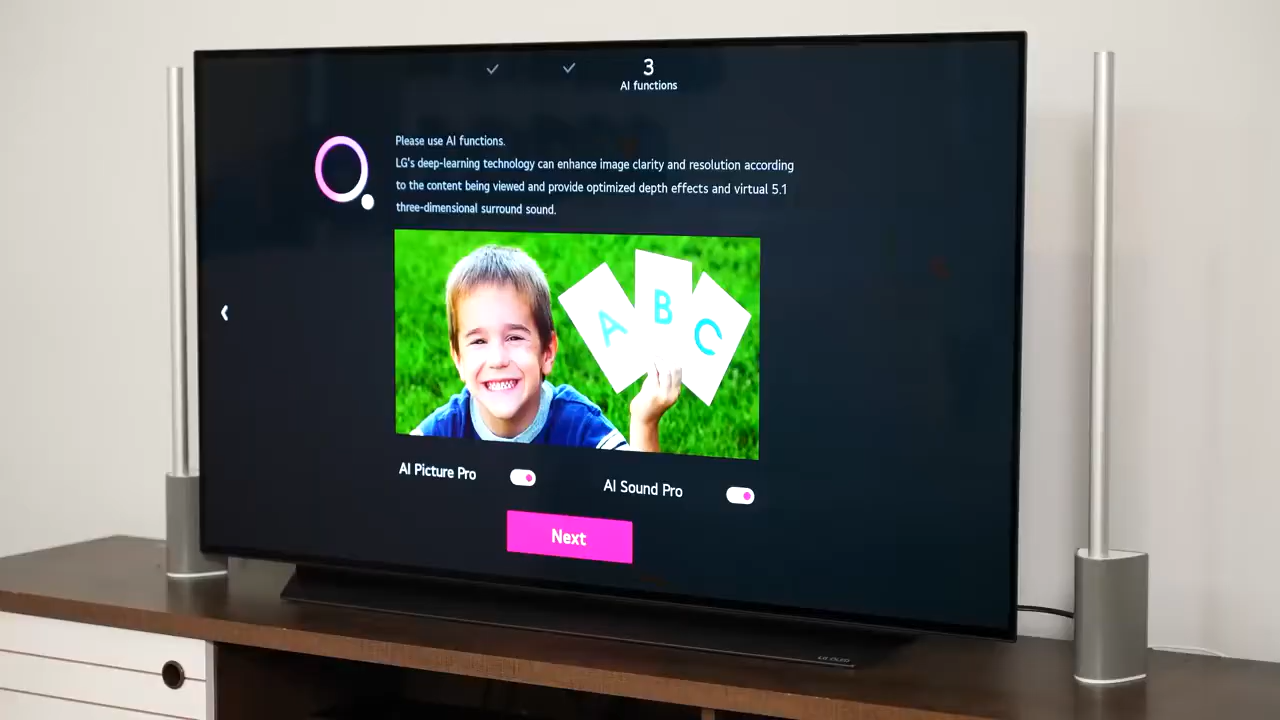 3
AI functions
Please use AI functions.
LG's deep-learning technology can enhance image clarity and resolution according
to the content being viewed and provide optimized depth effects and virtual 5.1
three-dimensional surround sound.
A B C
AI Picture Pro
AI Sound Pro
Next
LG OLED